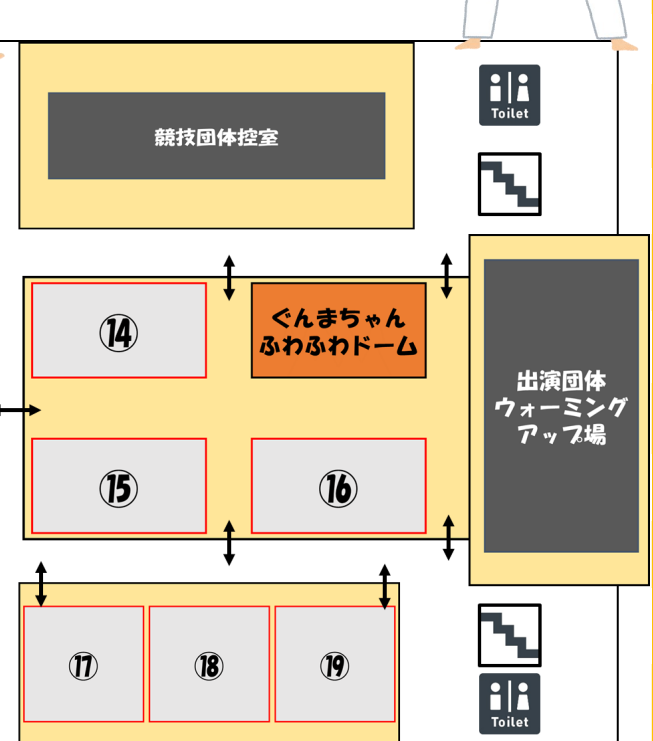 Toilet
競技団体控室
⑭
ぐんまちゃん
ふわふわドーム
出演団体
ウォーミング
アップ場
⑮
⑯
⑰
⑱
⑲
Toilet